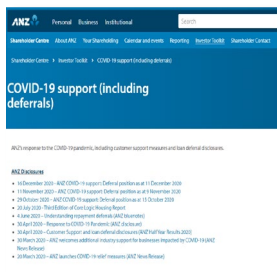 ANZ Personal Business Institutional Search
Shareholder Centre About ANZ Your Shareholding Calendar and events Reporting Investor Toolkit Shareholder Contact
Shareholder Centre > Investor Toolkit > COVID-19 support (including deferrals)
COVID-19 support (including
deferrals)
ANZ's response to the COVID-19 pandemic, including customer support measures and loan deferral disclosures.
ANZ Disclosures
16 December 2020 – ANZ COVID-19 support: Deferral position as at 11 December 2020
11 November 2020 – ANZ COVID-19 support: Deferral position as at 9 November 2020
29 October 2020 – ANZ COVID-19 support: Deferral position as at 15 October 2020
20 July 2020 – Third Edition of Core Logic Housing Report
4 June 2020 – Understanding repayment deferrals (ANZ bluenotes)
30 April 2020 – Response to COVID-19 Pandemic (ANZ disclosure)
30 April 2020 – Customer Support and loan deferral disclosures (ANZ Half Year Results 2020)
30 March 2020 – ANZ welcomes additional industry support for businesses impacted by COVID-19 (ANZ
News Release)
20 March 2020 – ANZ launches COVID-19 relief measures (ANZ News Release)